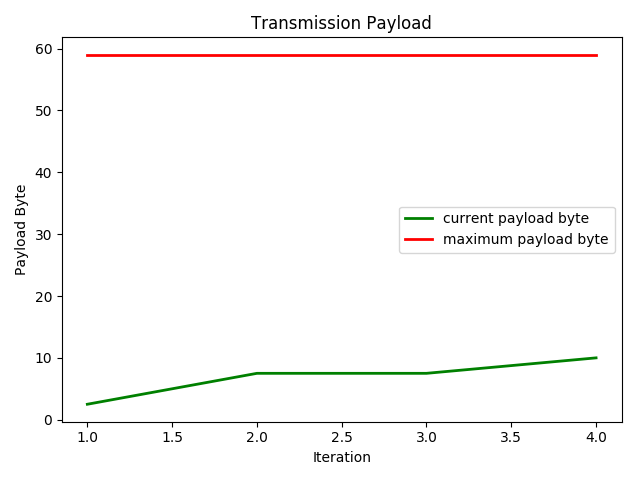 Transmission Payload
60
50
40
30
20
10
0
Payload Byte
current payload byte
maximum payload byte
1.0 1.5 2.0 2.5 3.0 3.5 4.0
Iteration